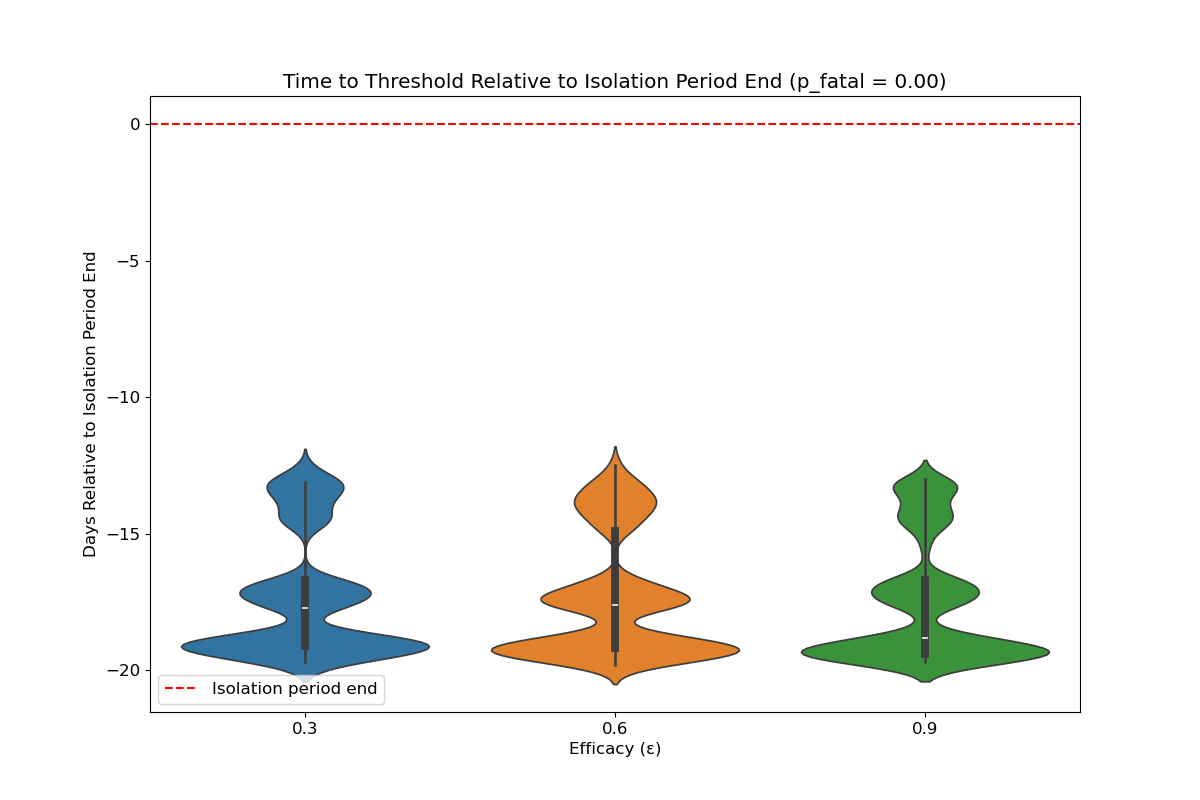 Time to Threshold Relative to Isolation Period End (p_fatal = 0.00)
Days Relative to Isolation Period End
0
−5
−10
−15
−20
Isolation period end
0.3
0.6
0.9
Efficacy (ε)